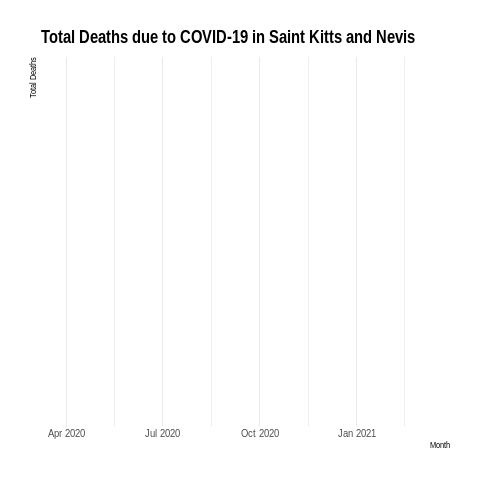 Total Deaths due to COVID-19 in Saint Kitts and Nevis
Total Deaths
Apr 2020
Jul 2020
Oct 2020
Jan 2021
Month